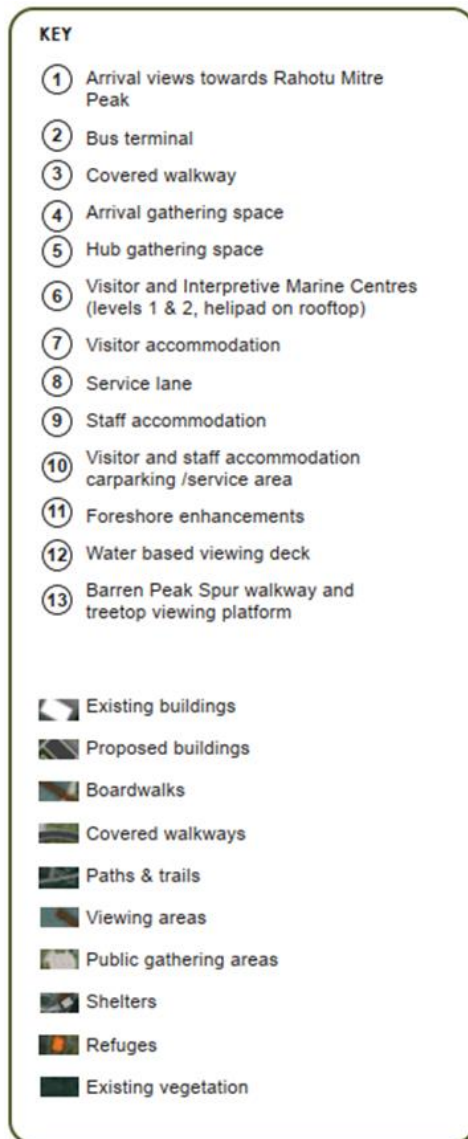 KEY
1 Arrival views towards Rahotu Mitre
Peak
2 Bus terminal
3 Covered walkway
4 Arrival gathering space
5 Hub gathering space
6 Visitor and Interpretive Marine Centres
(levels 1 & 2, helipad on rooftop)
7 Visitor accommodation
8 Service lane
9 Staff accommodation
10 Visitor and staff accommodation
carparking /service area
11 Foreshore enhancements
12 Water based viewing deck
13 Barren Peak Spur walkway and
treetop viewing platform
Existing buildings
Proposed buildings
Boardwalks
Covered walkways
Paths & trails
Viewing areas
Public gathering areas
Shelters
Refuges
Existing vegetation